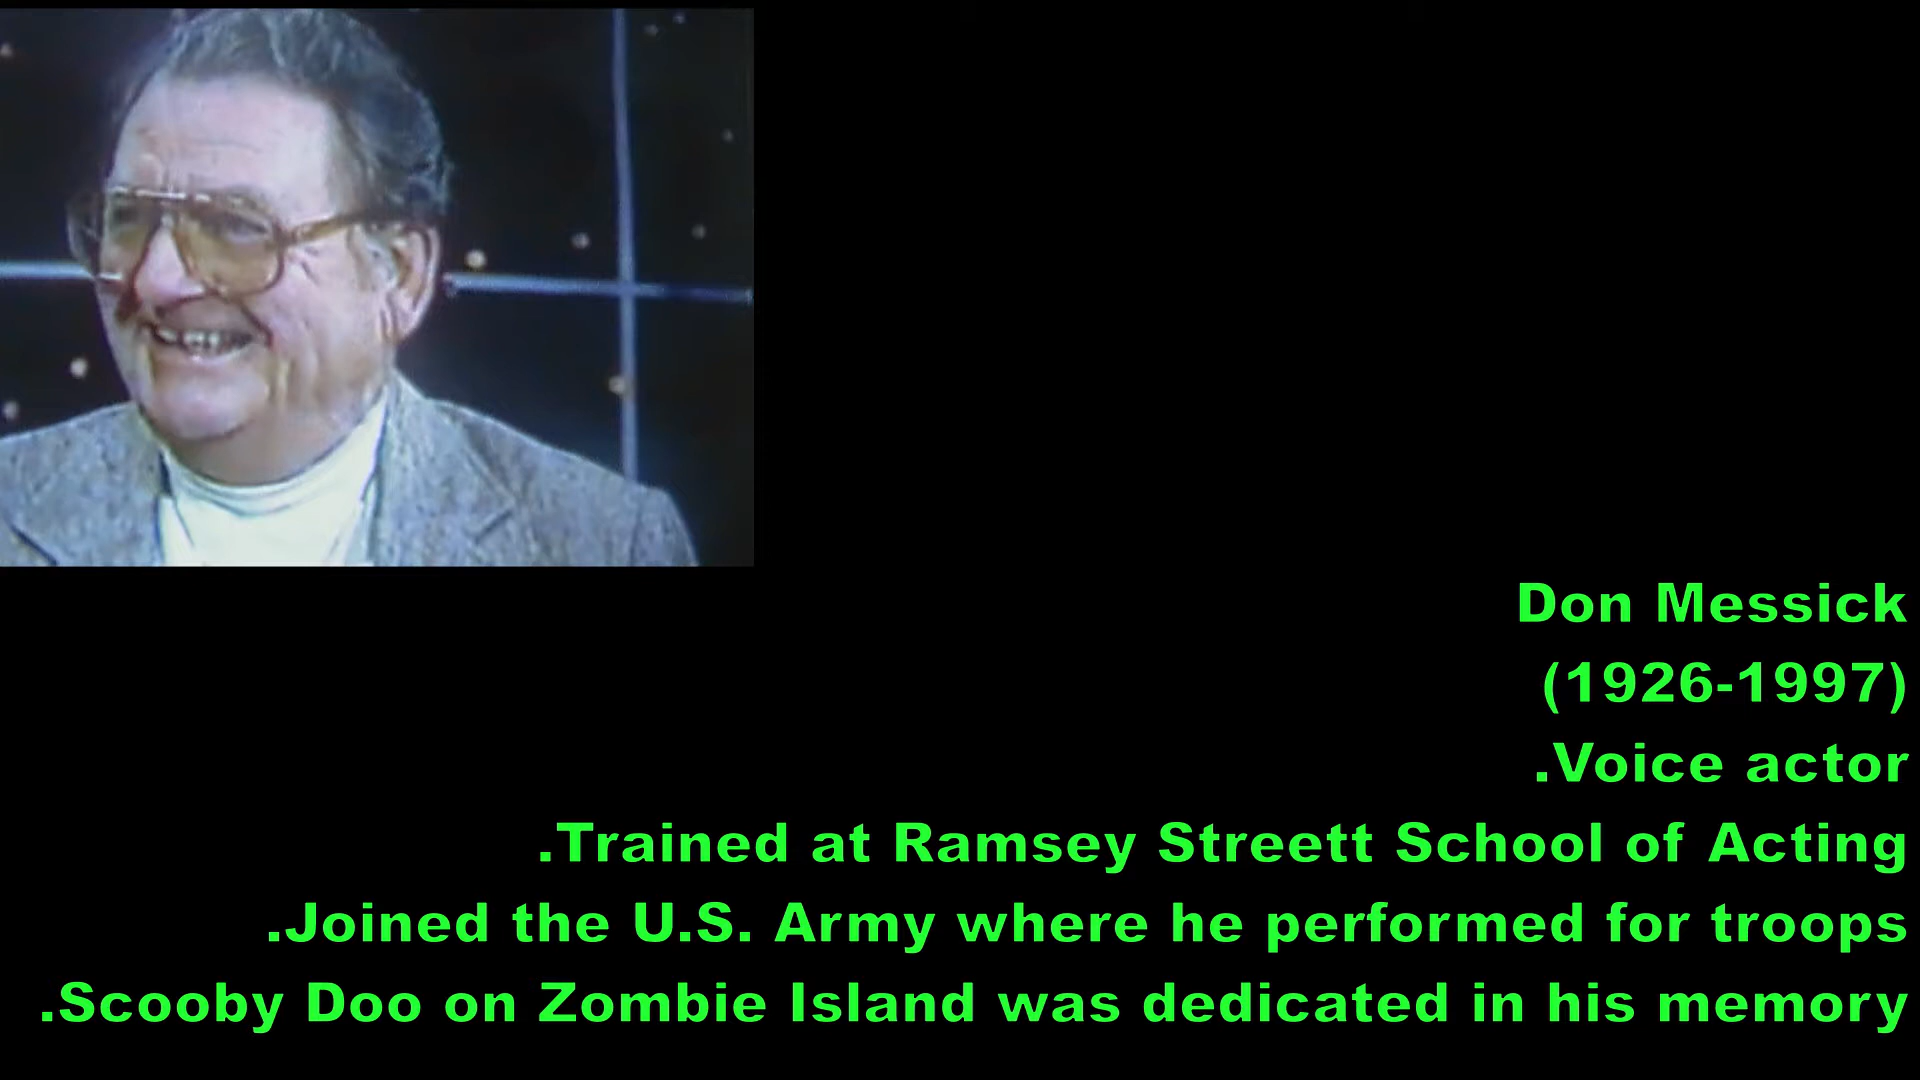 Don Messick
(1926-1997)
.Voice actor
.Trained at Ramsey Streett School of Acting
.Joined the U.S. Army where he performed for troops
.Scooby Doo on Zombie Island was dedicated in his memory